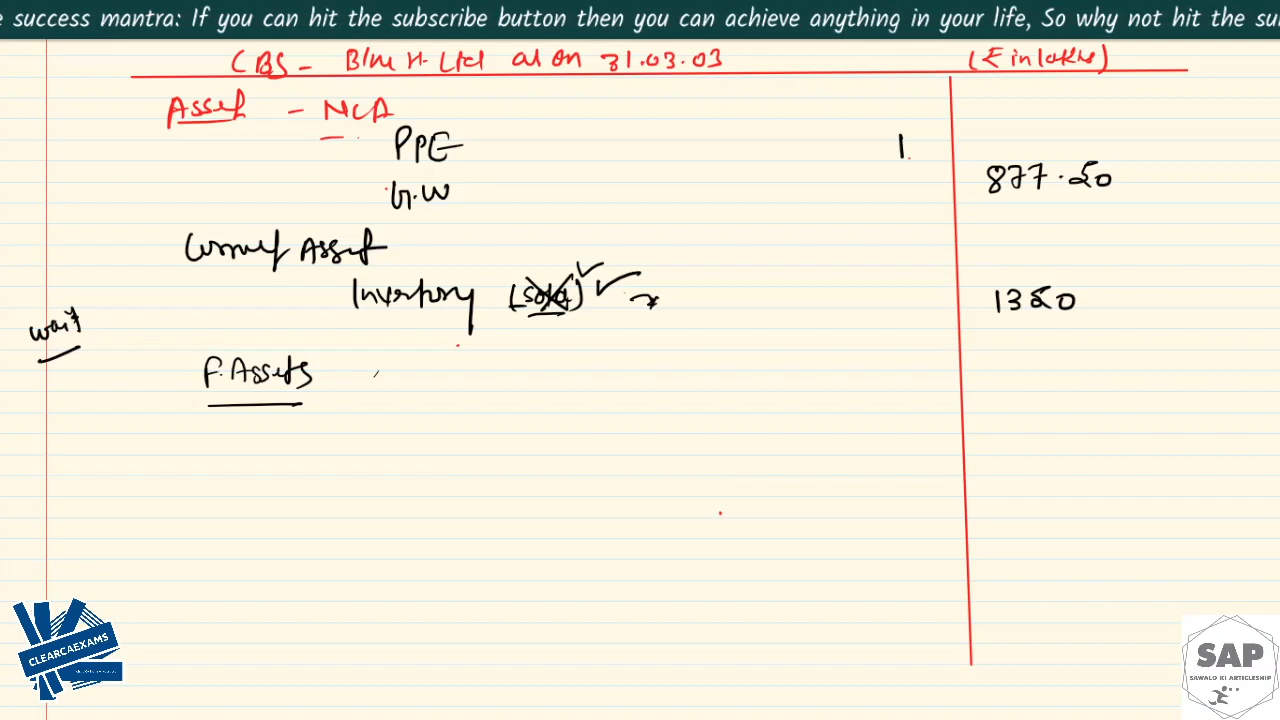 e success mantra: If you can hit the subscribe button then you can achieve anything in your life, So why not hit the su
CBS - Blue H. Ltd as on 31.03.03 (₹ in lakhs)
Asset - NCA
PPE 1
877.50
G.W
Current Asset
Inventory 1350
wait
F. Assets
CLEARCAEXAMS
SAP
SAWALO KI ARTICLESHIP